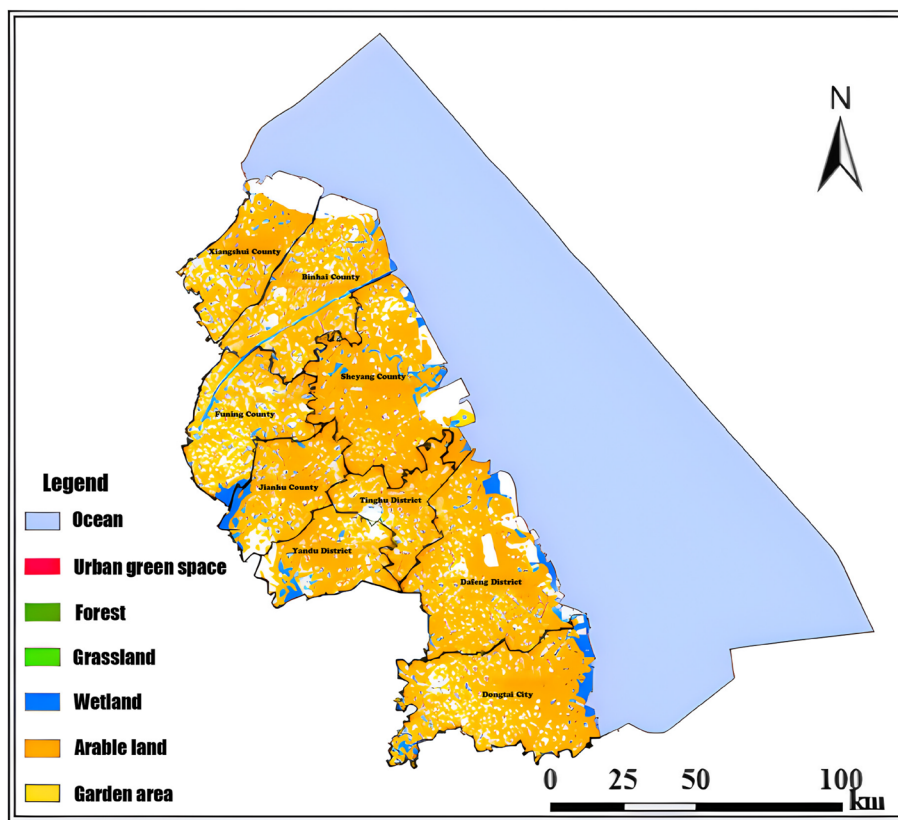 N
Xiangshui County
Binhai County
Sheyang County
Funing County
Jianhu County
Tinghu District
Yandu District
Dafeng District
Dongtai City
Legend
Ocean
Urban green space
Forest
Grassland
Wetland
Arable land
Garden area
0 25 50 100
km